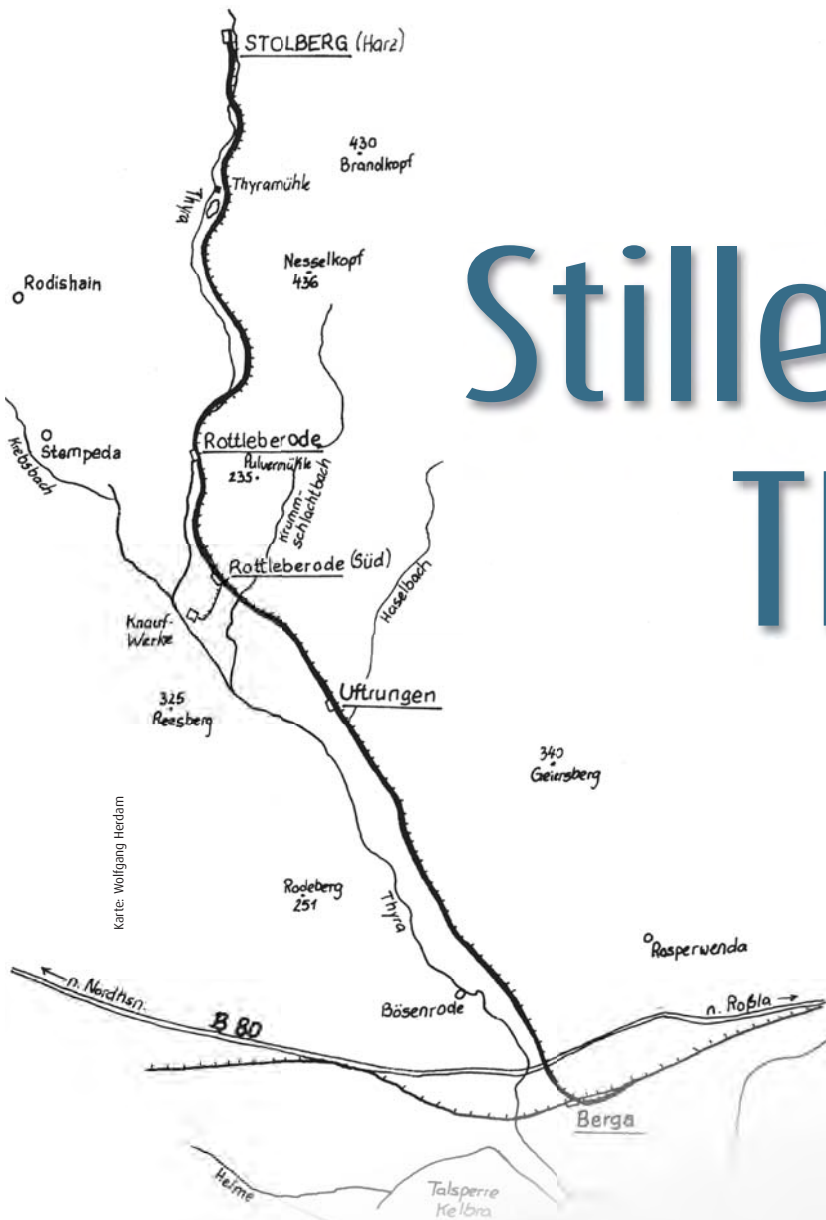 STOLBERG (Harz)
430
Brandkopf
Thyramühle
Thyra
Nesselkopf
436
Rodishain
Stille
Stempeda
Krebsbach
Rottleberode
Pulvermühle
235
Krumm-
schlachtbach
Th
Haselbach
Rottleberode (Süd)
Knauf-
Werke
Uftrungen
325
Reesberg
340
Geiersberg
Karte: Wolfgang Herdam
Rodeberg
251
Thyra
Rosperwenda
Bösenrode
n. Nordhsn.
B 80
n. Roßla
Berga
Helme
Talsperre
Kelbra